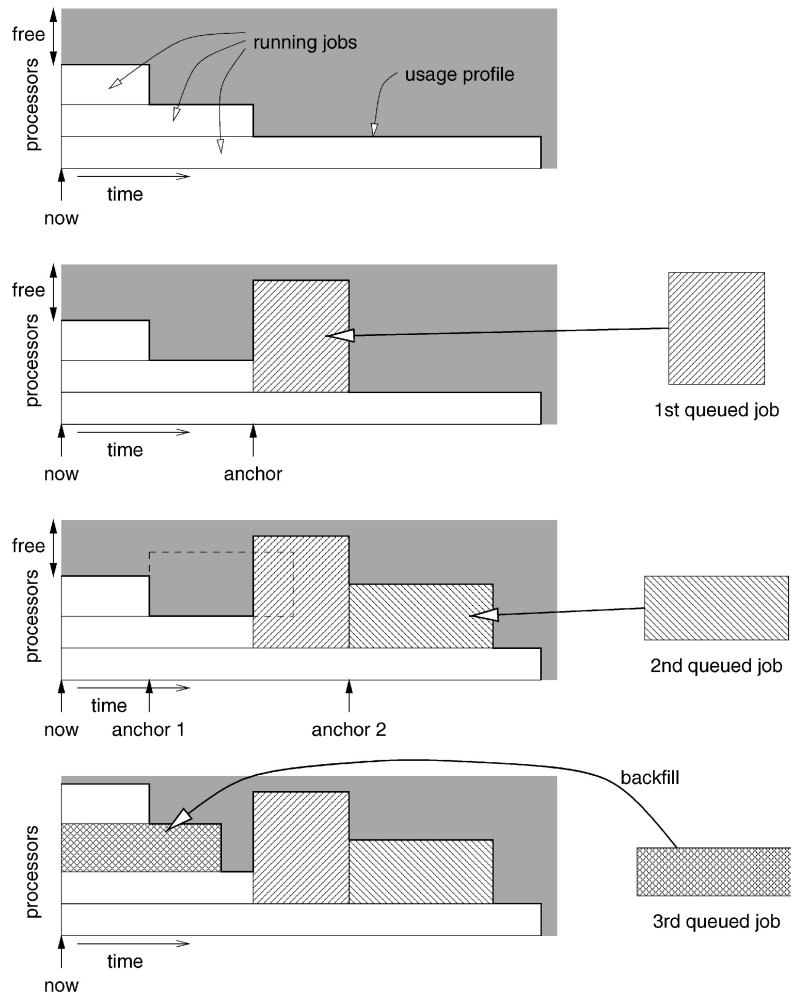 free
running jobs
usage profile
processors
time
now
free
processors
1st queued job
time
now
anchor
free
processors
2nd queued job
time
now
anchor 1
anchor 2
backfill
processors
3rd queued job
time
now